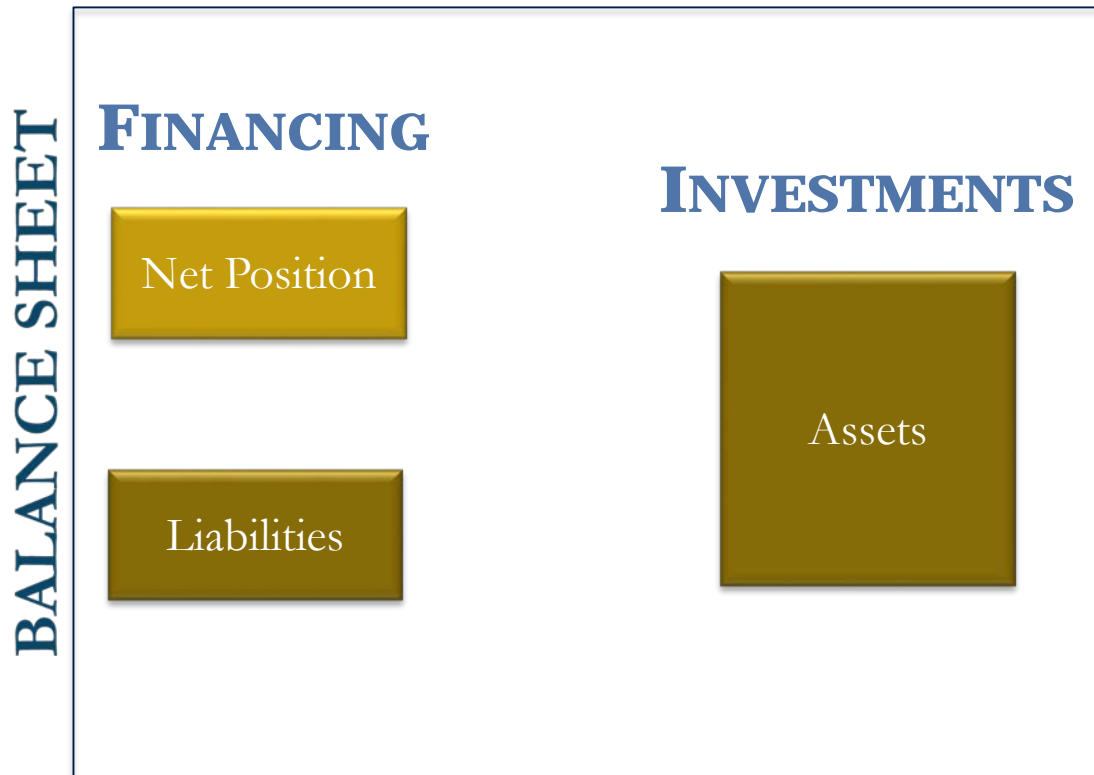 BALANCE SHEET
FINANCING
Net Position
Liabilities
INVESTMENTS
Assets